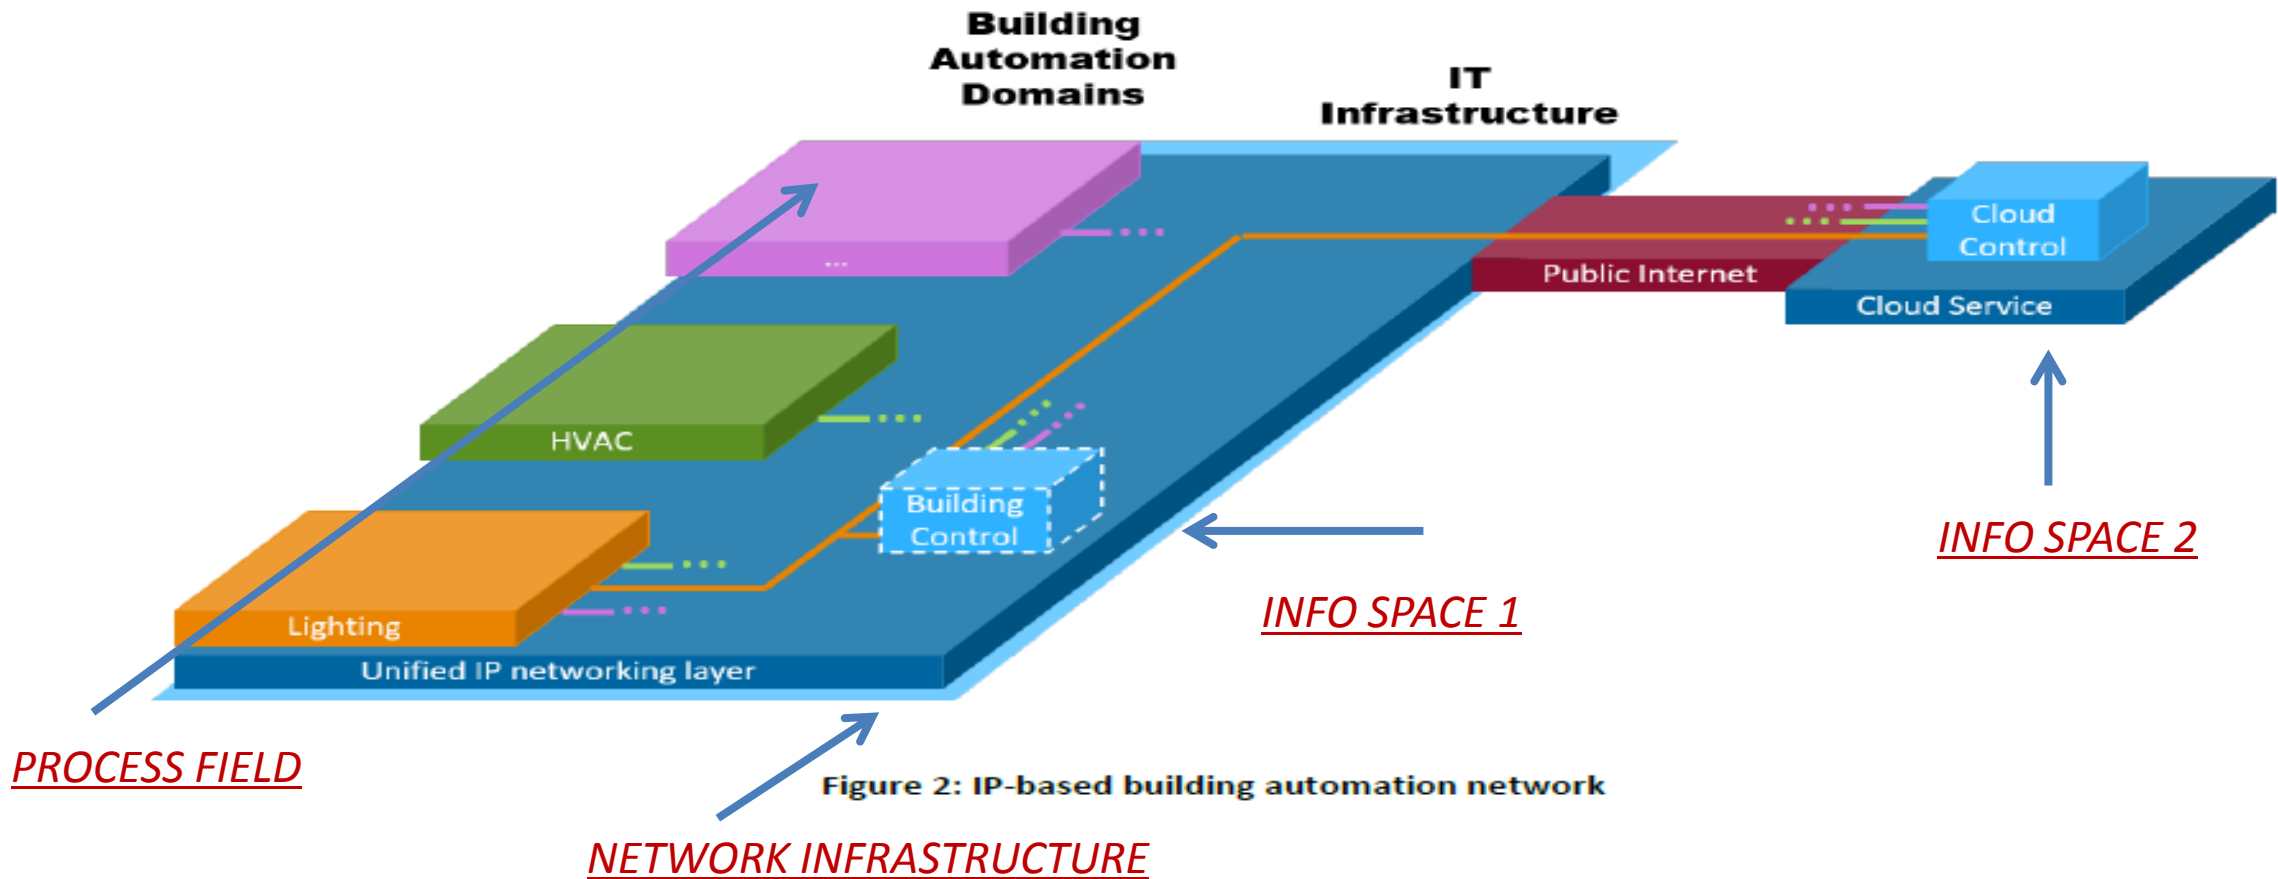 Building
Automation
Domains
IT
Infrastructure
...
Cloud
Control
Public Internet
Cloud Service
HVAC
Building
Control
INFO SPACE 2
INFO SPACE 1
Lighting
Unified IP networking layer
PROCESS FIELD
Figure 2: IP-based building automation network
NETWORK INFRASTRUCTURE